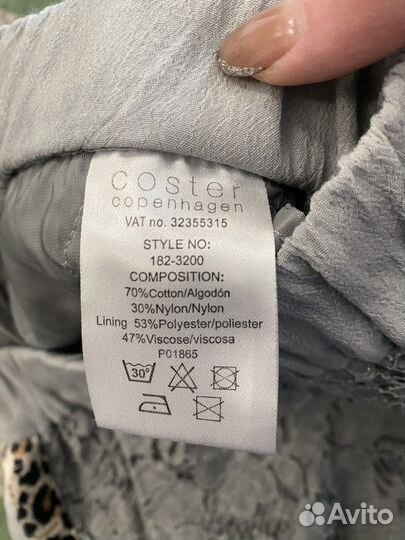 coster
copenhagen
VAT no. 32355315
STYLE NO:
182-3200
COMPOSITION:
70%Cotton/Algodón
30%Nylon/Nylon
Lining 53%Polyester/poliester
47%Viscose/viscosa
P01865
30°
Avito